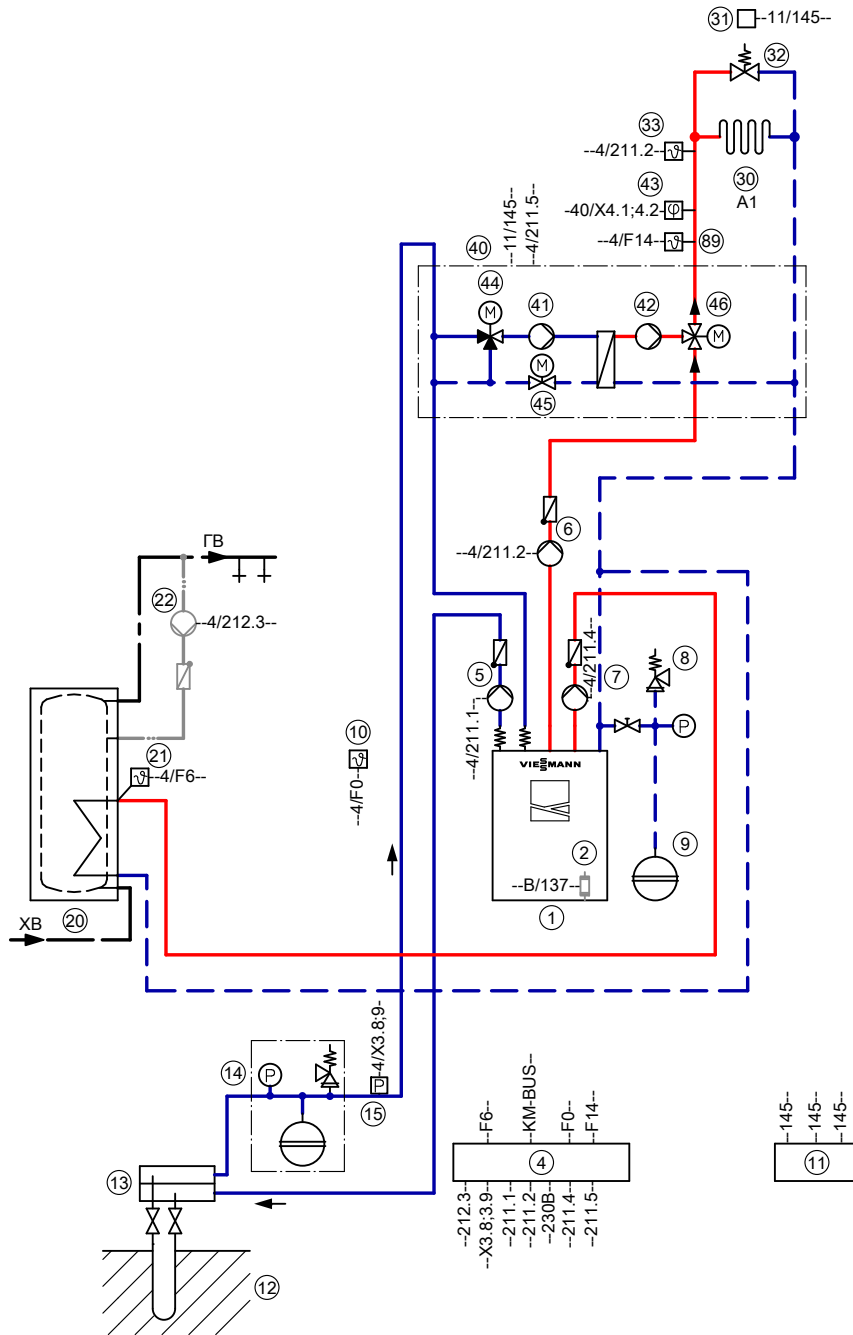 31 --11/145--
32
33
--4/211.2--
30
A1
43
-40/X4.1;4.2-
--4/F14--
89
--11/145--
--4/211.5--
40
44
M
41
42
46
M
M
45
6
--4/211.2--
ГВ
22
--4/212.3--
5
--4/211.1--
--4/211.4--
7
8
P
10
--4/F0--
21
--4/F6--
VIESMANN
2
--B/137--
1
9
ХВ
20
14
P
--4/X3.8;9-
P
15
--F6--
--KM-BUS--
--F0--
--F14--
4
--212.3--
--X3.8;3.9--
--211.1--
--211.2--
--230B--
--211.4--
--211.5--
--145--
--145--
--145--
11
13
12